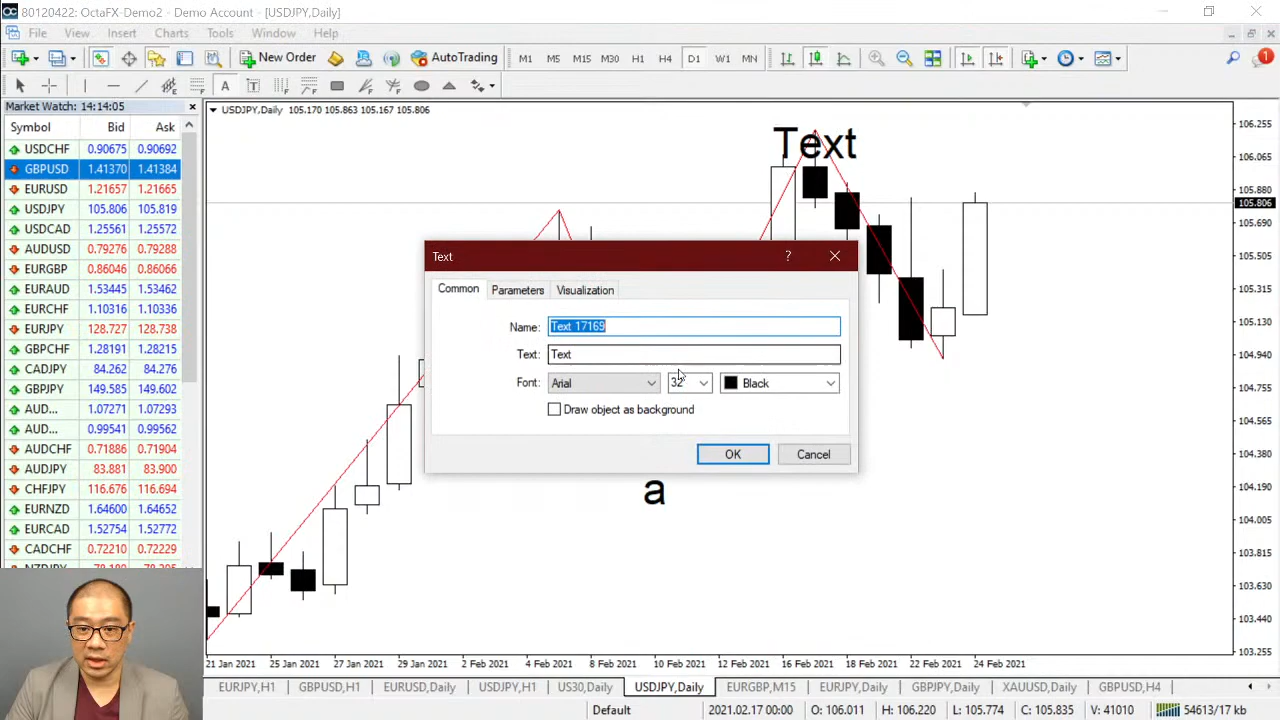 80120422: OctaFX-Demo2 - Demo Account - [USDJPY,Daily]
File View Insert Charts Tools Window Help
New Order AutoTrading M1 M5 M15 M30 H1 H4 D1 W1 MN 1
A T
Market Watch: 14:14:05
Symbol Bid Ask
USDCHF 0.90675 0.90692
GBPUSD 1.41370 1.41384
EURUSD 1.21657 1.21665
USDJPY 105.806 105.819
USDCAD 1.25561 1.25572
AUDUSD 0.79276 0.79288
EURGBP 0.86046 0.86066
EURAUD 1.53445 1.53462
EURCHF 1.10316 1.10336
EURJPY 128.727 128.738
GBPCHF 1.28191 1.28215
CADJPY 84.262 84.276
GBPJPY 149.585 149.602
AUD... 1.07271 1.07293
AUD... 0.99541 0.99562
AUDCHF 0.71886 0.71904
AUDJPY 83.881 83.900
CHFJPY 116.676 116.694
EURNZD 1.64600 1.64652
EURCAD 1.52754 1.52772
CADCHF 0.72210 0.72229
USDJPY,Daily 105.170 105.863 105.167 105.806
Text
Text
Common Parameters Visualization
Name: Text 17169
Text: Text
Font: Arial 32 Black
Draw object as background
OK Cancel
a
106.255
106.065
105.880
105.806
105.690
105.505
105.315
105.130
104.940
104.755
104.565
104.380
104.190
104.005
103.815
103.630
103.440
103.255
21 Jan 2021 25 Jan 2021 27 Jan 2021 29 Jan 2021 2 Feb 2021 4 Feb 2021 8 Feb 2021 10 Feb 2021 12 Feb 2021 16 Feb 2021 18 Feb 2021 22 Feb 2021 24 Feb 2021
EURJPY,H1 GBPUSD,H1 EURUSD,Daily USDJPY,H1 US30,Daily USDJPY,Daily EURGBP,M15 EURJPY,Daily GBPJPY,Daily XAUUSD,Daily GBPUSD,H4
Default 2021.02.17 00:00 O: 106.011 H: 106.220 L: 105.774 C: 105.835 V: 41010 54613/17 kb